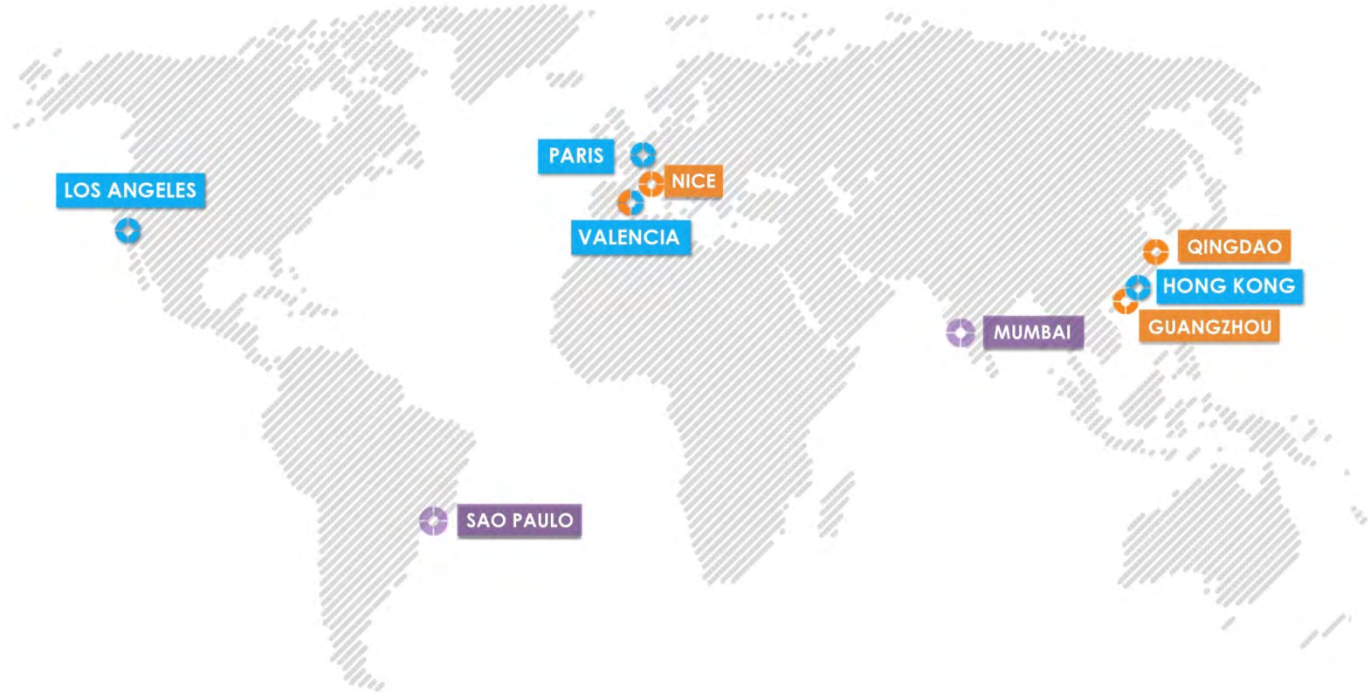 PARIS
NICE
LOS ANGELES
VALENCIA
QINGDAO
HONG KONG
GUANGZHOU
MUMBAI
SAO PAULO